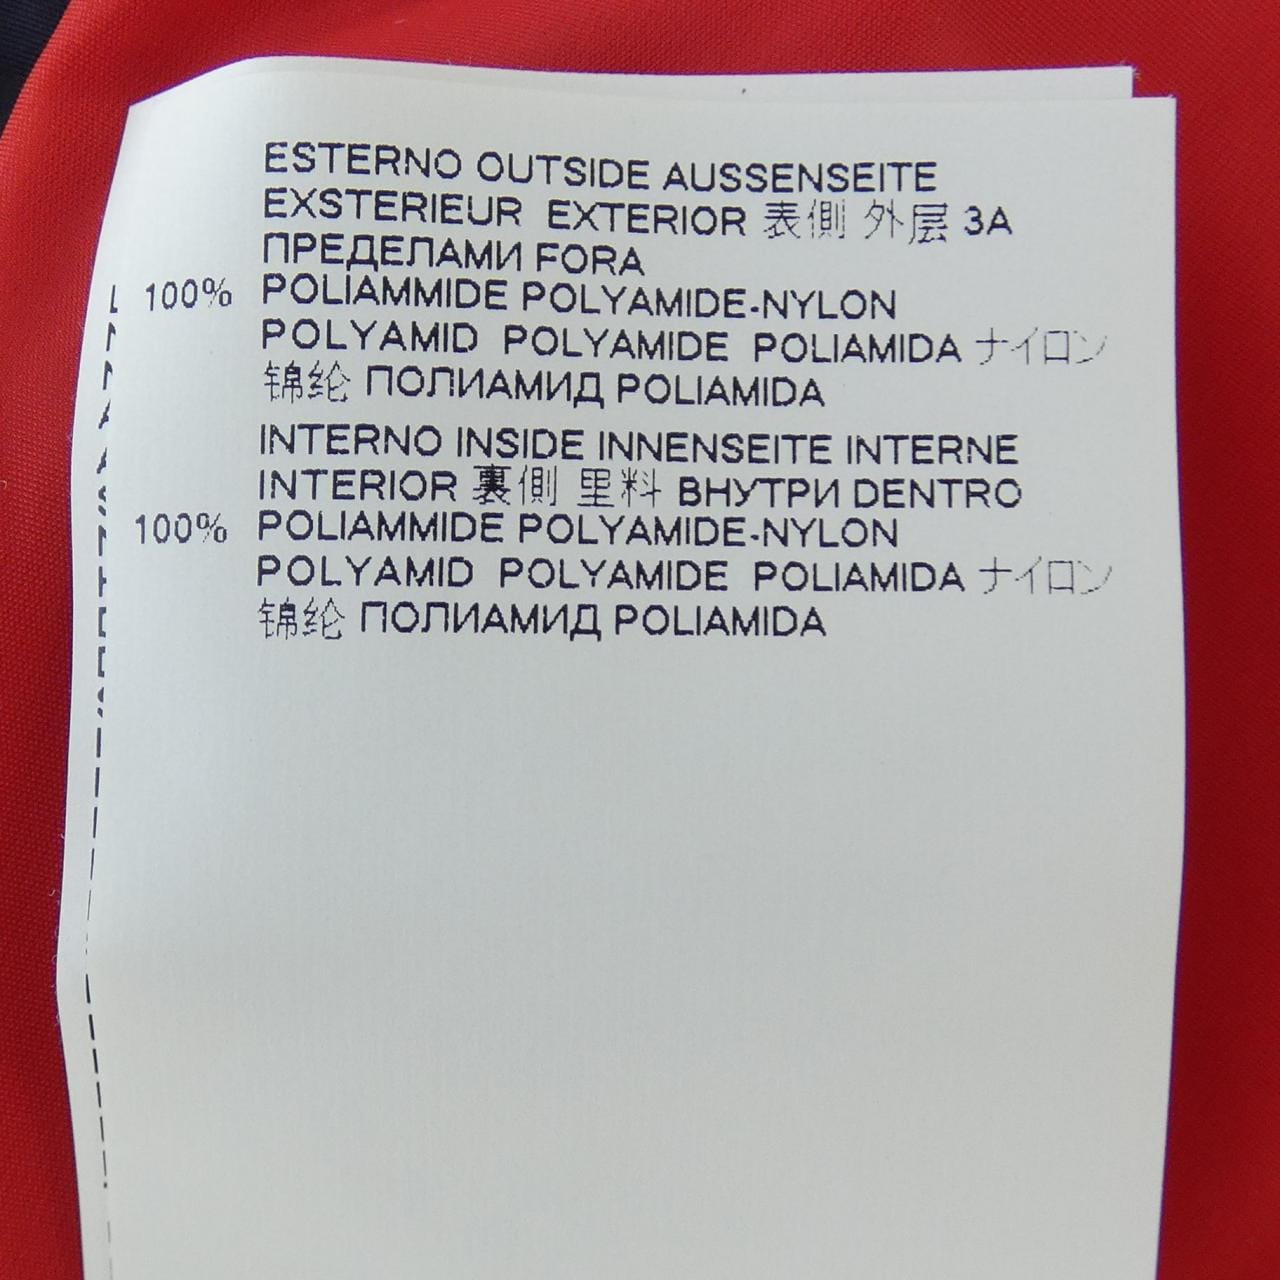 ESTERNO OUTSIDE AUSSENSEITE
EXSTERIEUR EXTERIOR 表側 外层 ЗА
ПРЕДЕЛАМИ FORA
100% POLIAMMIDE POLYAMIDE-NYLON
POLYAMID POLYAMIDE POLIAMIDA ナイロン
锦纶 ПОЛИАМИД POLIAMIDA
INTERNO INSIDE INNENSEITE INTERNE
INTERIOR 裏側 里料 ВНУТРИ DENTRO
100% POLIAMMIDE POLYAMIDE-NYLON
POLYAMID POLYAMIDE POLIAMIDA ナイロン
锦纶 ПОЛИАМИД POLIAMIDA